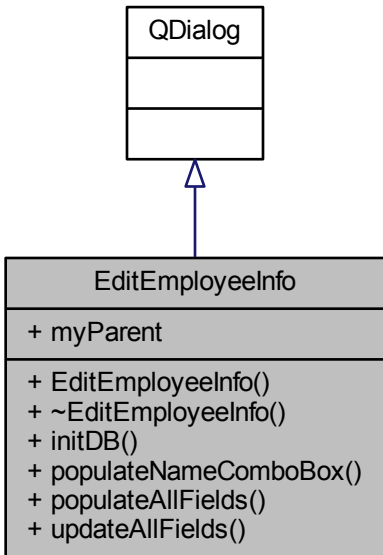 QDialog
EditEmployeeInfo
+ myParent
+ EditEmployeeInfo()
+ ~EditEmployeeInfo()
+ initDB()
+ populateNameComboBox()
+ populateAllFields()
+ updateAllFields()